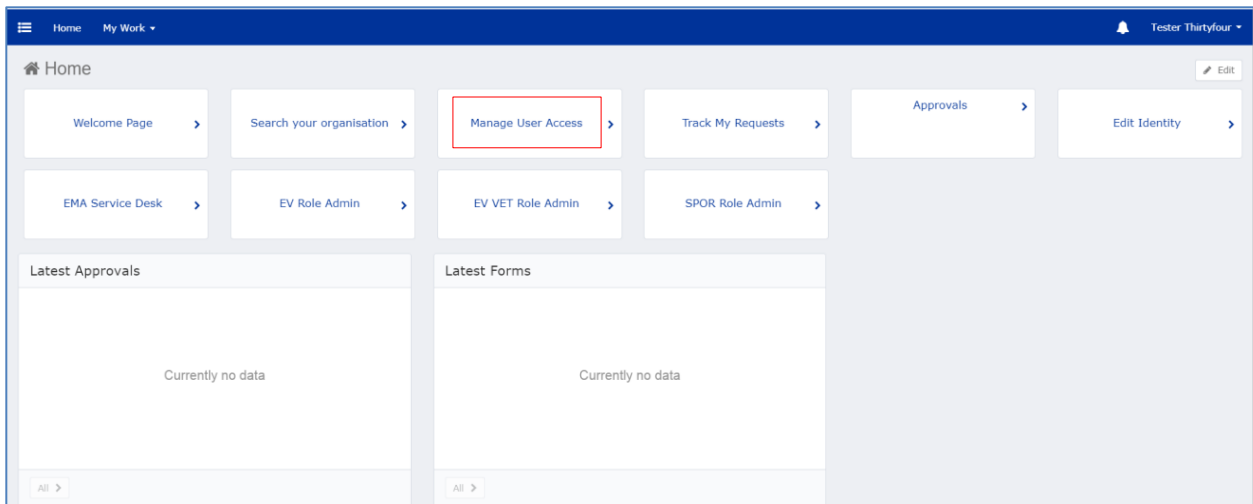 Home My Work Tester Thirtyfour
Home Edit
Welcome Page Search your organisation Manage User Access Track My Requests Approvals Edit Identity
EMA Service Desk EV Role Admin EV VET Role Admin SPOR Role Admin
Latest Approvals Latest Forms
Currently no data Currently no data
All All